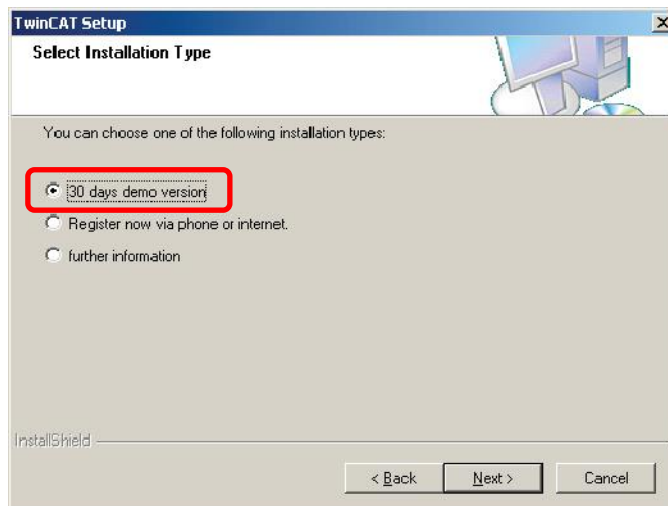 TwinCAT Setup
Select Installation Type
You can choose one of the following installation types:
30 days demo version
Register now via phone or internet.
further information
InstallShield
< Back
Next >
Cancel